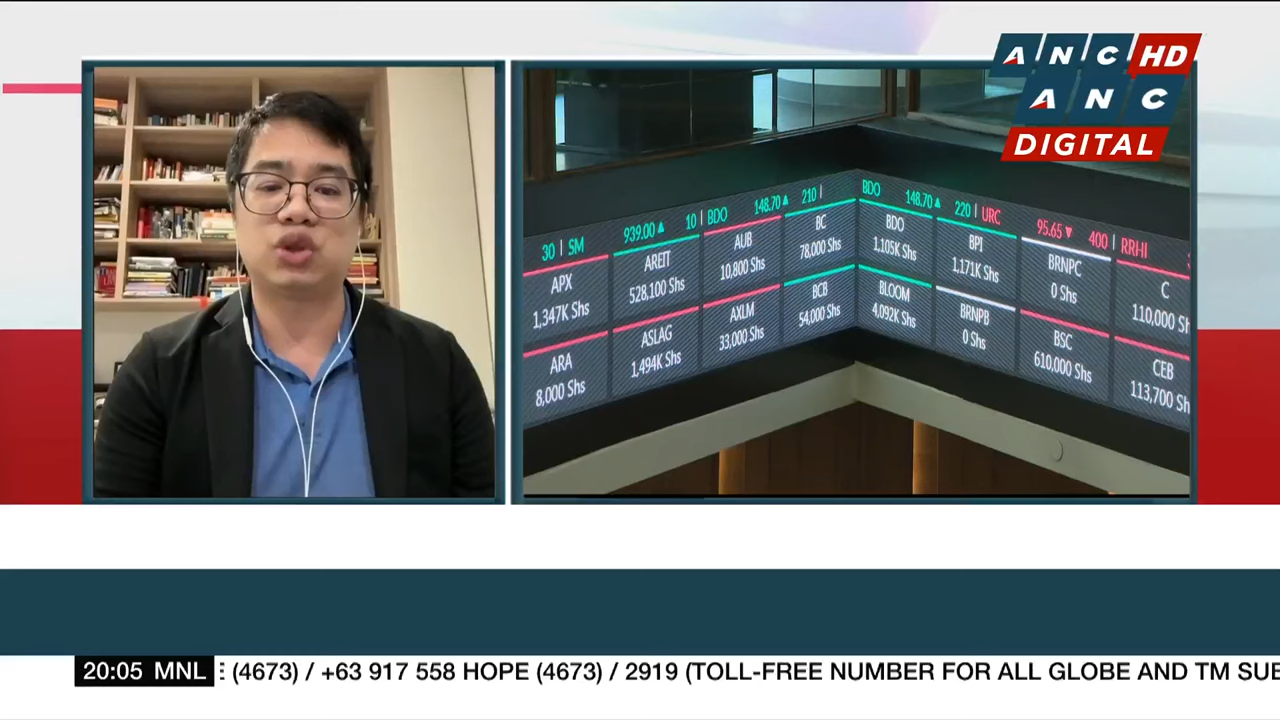 ANC HD
ANC
DIGITAL
30 | SM 939.00 ▲ 10 | BDO 148.70 ▲ 210 |
BDO 148.70 ▲ 220 | URC 95.65 ▼ 400 | RRHI
APX
1,347K Shs
AREIT
528,100 Shs
AUB
10,800 Shs
BC
78,000 Shs
BDO
1,105K Shs
BPI
1,171K Shs
BRNPC
0 Shs
C
110,000 Sh
ARA
8,000 Shs
ASLAG
1,494K Shs
AXLM
33,000 Shs
BCB
54,000 Shs
BLOOM
4,092K Shs
BRNPB
0 Shs
BSC
610,000 Shs
CEB
113,700 Sh
20:05 MNL (4673) / +63 917 558 HOPE (4673) / 2919 (TOLL-FREE NUMBER FOR ALL GLOBE AND TM SUB